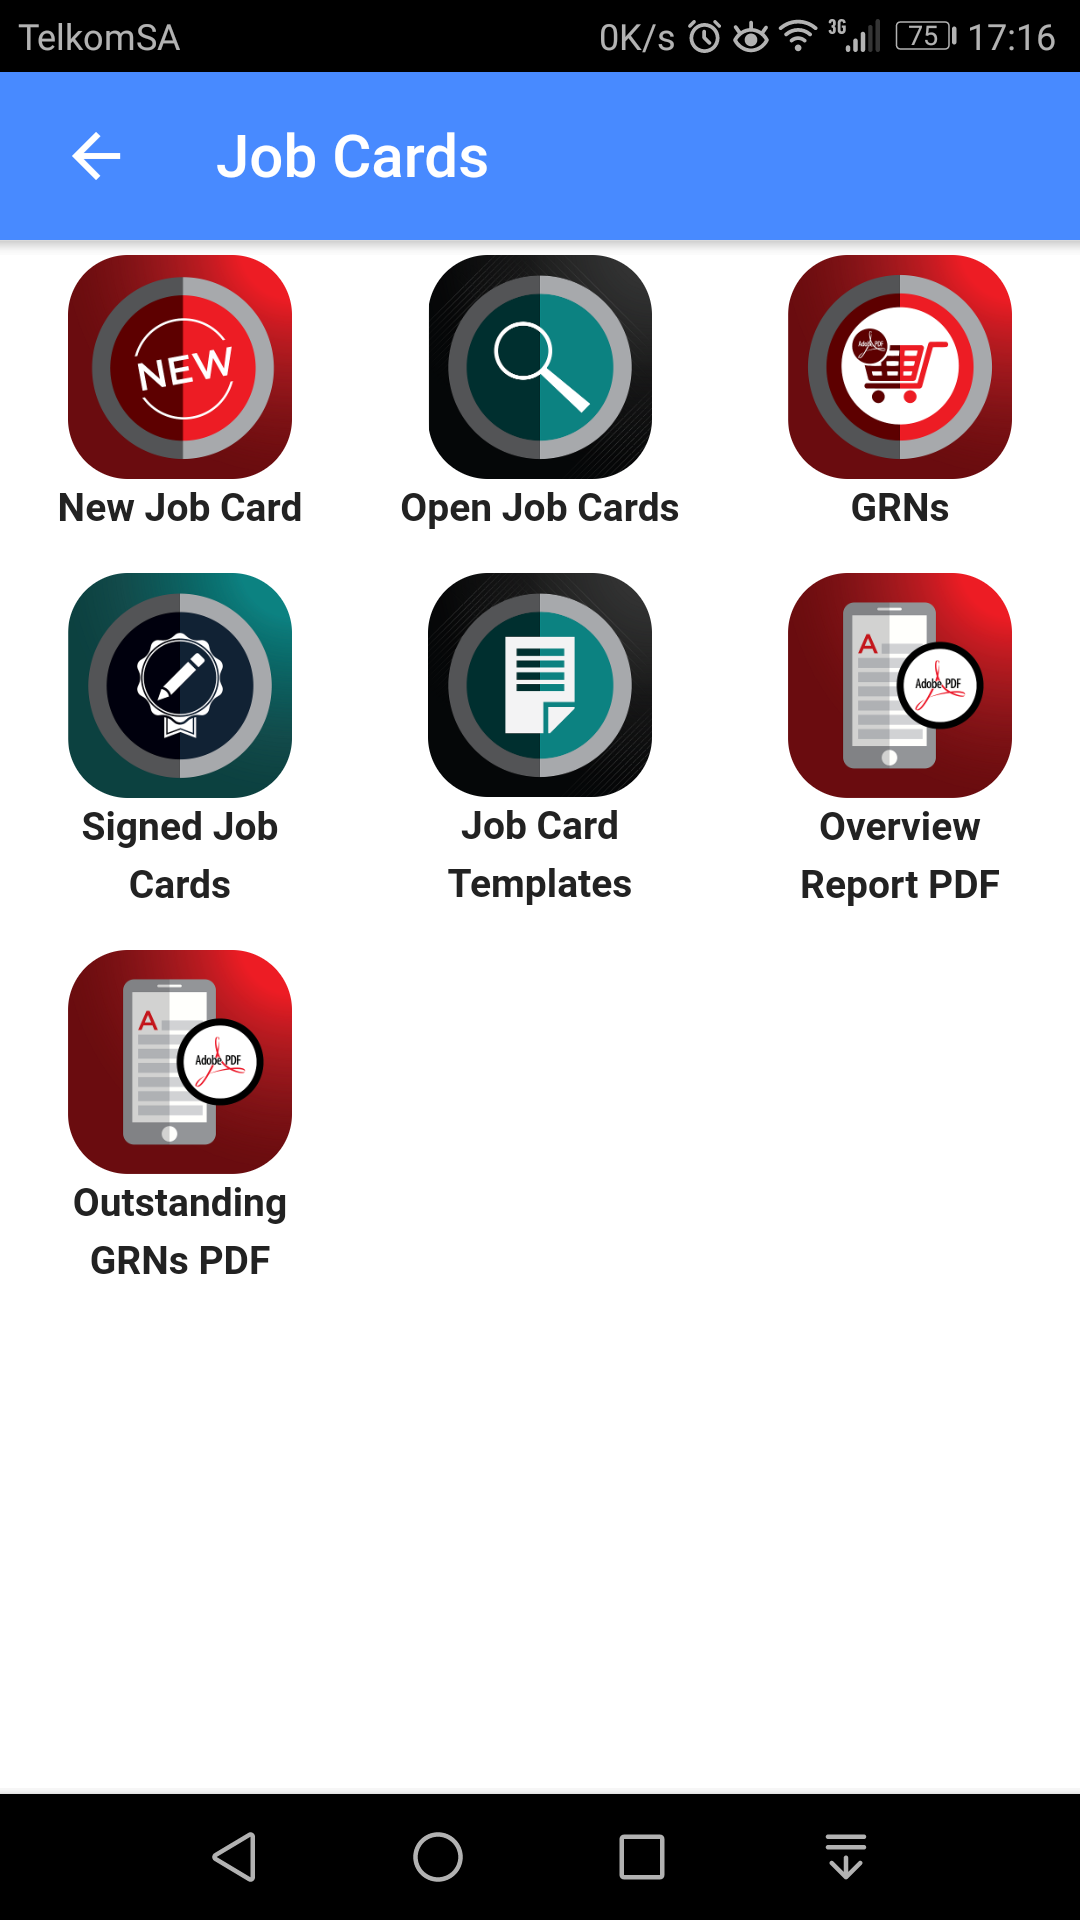 TelkomSA 0K/s 3G 75 17:16
Job Cards
NEW
Adobe PDF
New Job Card Open Job Cards GRNs
A
Adobe PDF
Signed Job Job Card Overview
Cards Templates Report PDF
A
Adobe PDF
Outstanding
GRNs PDF